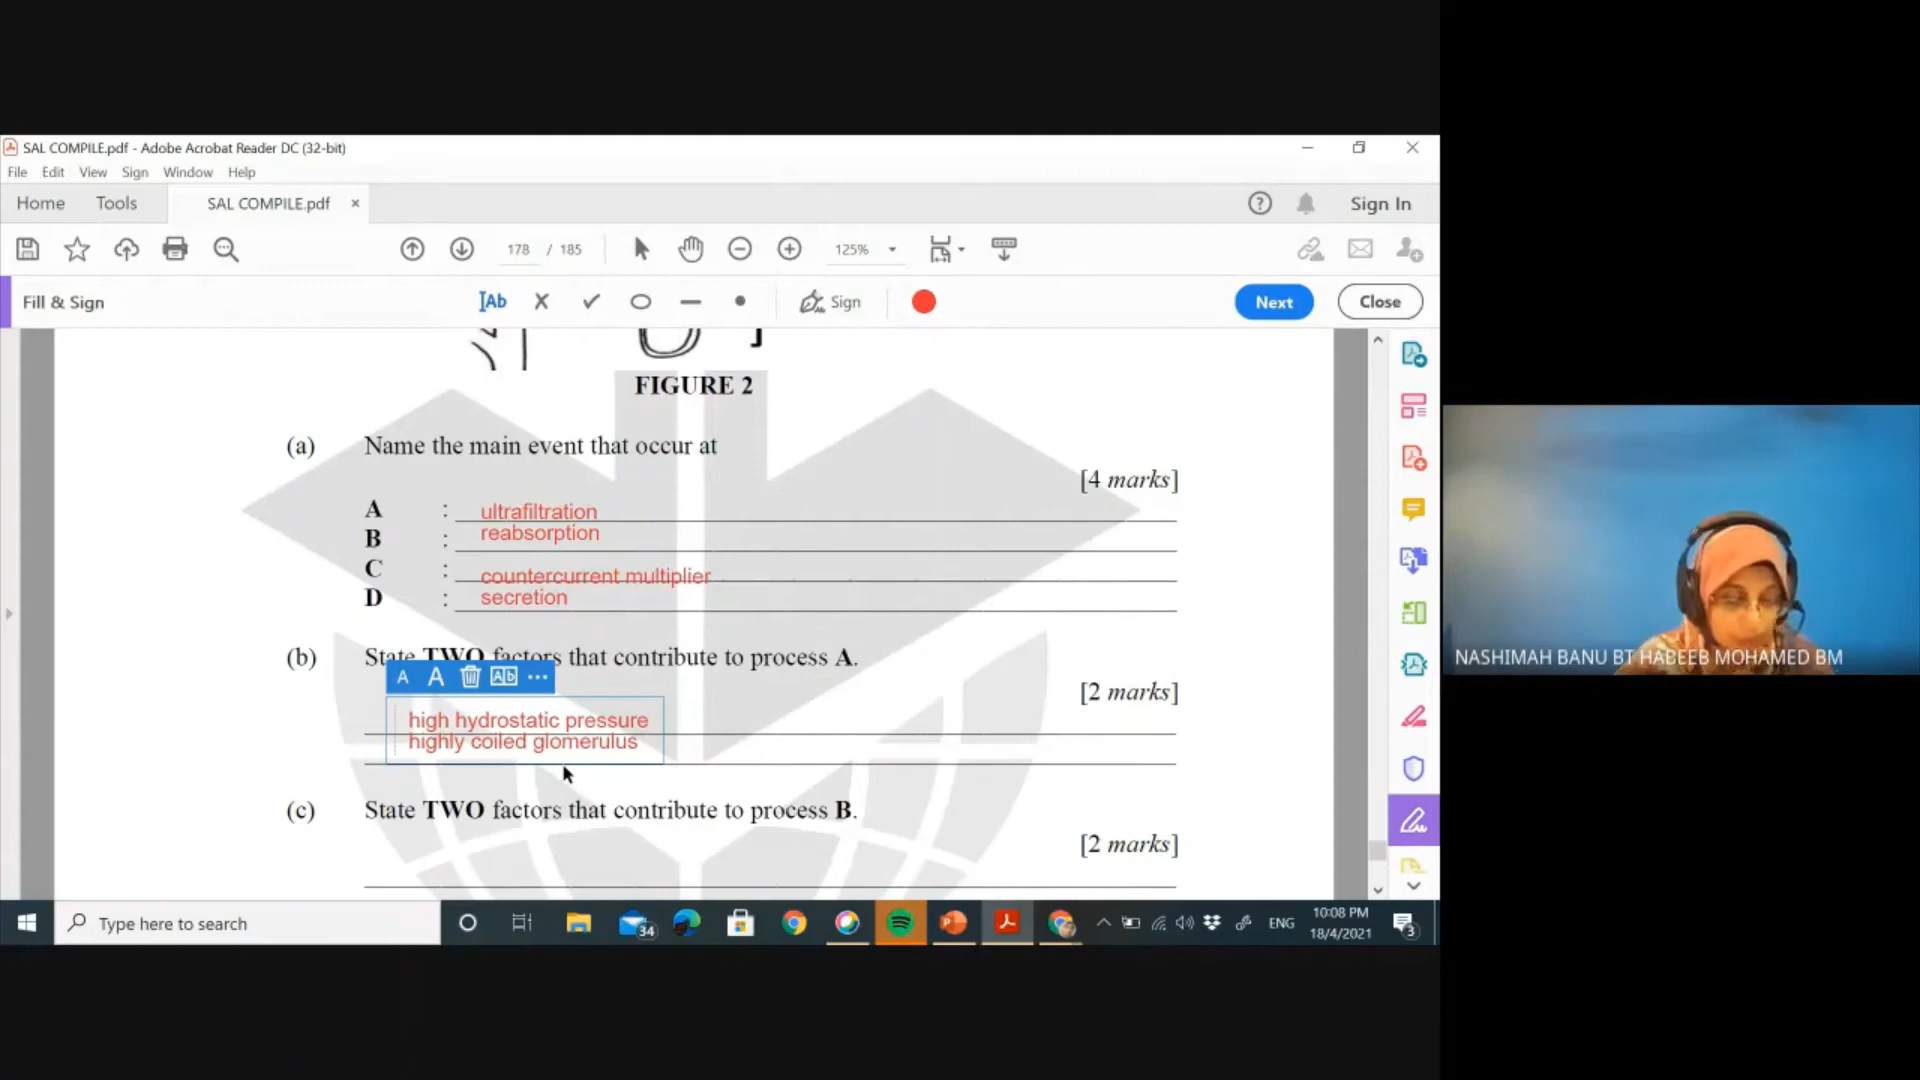 SAL COMPILE.pdf - Adobe Acrobat Reader DC (32-bit)
File Edit View Sign Window Help
Home Tools SAL COMPILE.pdf × Sign In
178 / 185 125%
Fill & Sign Ab Sign Next Close
FIGURE 2
(a) Name the main event that occur at
[4 marks]
A : ultrafiltration
B : reabsorption
C : countercurrent multiplier
D : secretion
(b) State TWO factors that contribute to process A.
A A Ab ...
[2 marks]
high hydrostatic pressure
highly coiled glomerulus
(c) State TWO factors that contribute to process B.
[2 marks]
NASHIMAH BANU BT HABEEB MOHAMED BM
Type here to search 34 ENG 10:08 PM
18/4/2021 3